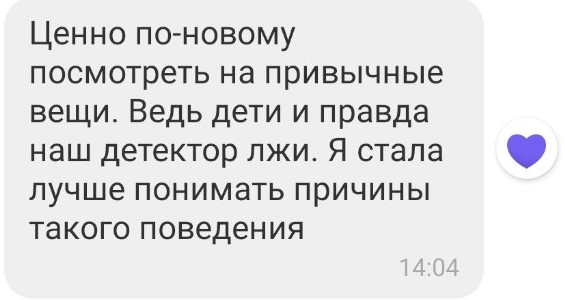 Ценно по-новому
посмотреть на привычные
вещи. Ведь дети и правда
наш детектор лжи. Я стала
лучше понимать причины
такого поведения
14:04